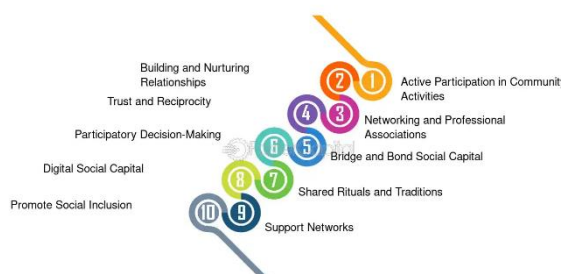 Building and Nurturing
Relationships
2
1
Active Participation in Community
Activities
Trust and Reciprocity
4
3
Networking and Professional
Associations
Participatory Decision-Making
6
5
Bridge and Bond Social Capital
Digital Social Capital
8
7
Shared Rituals and Traditions
Promote Social Inclusion
10
9
Support Networks